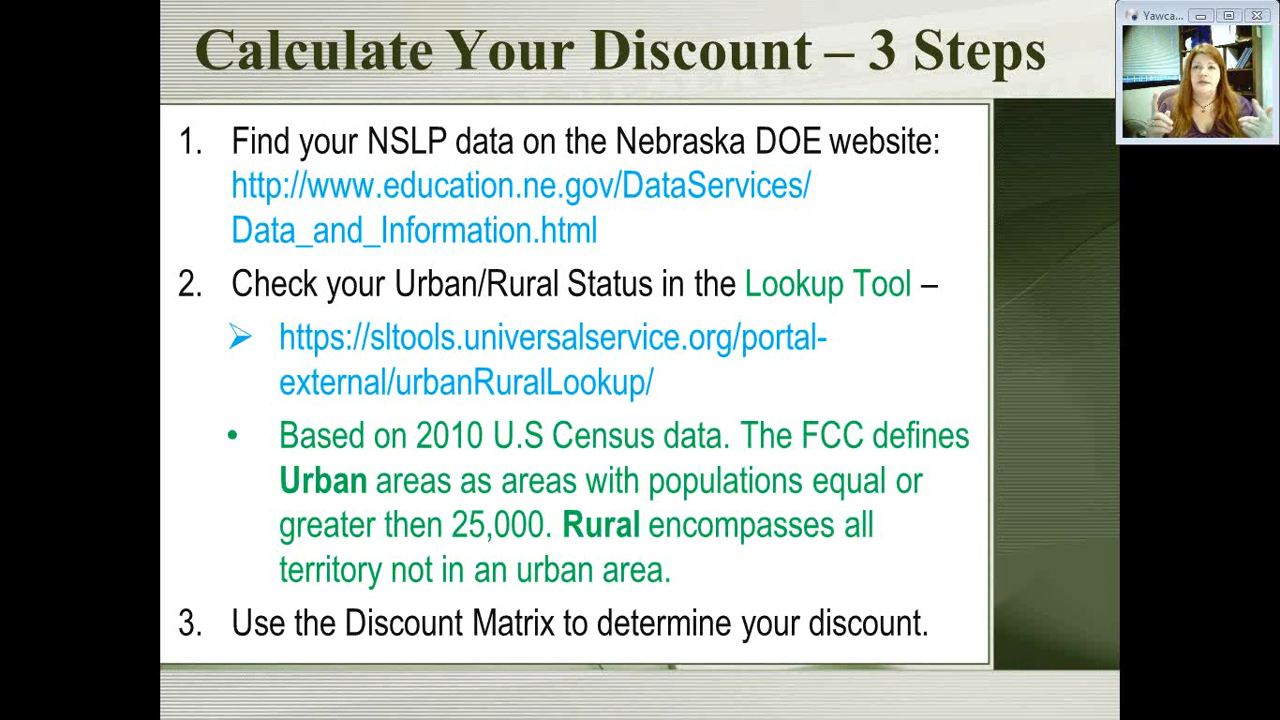 Calculate Your Discount – 3 Steps
Yawca...
1. Find your NSLP data on the Nebraska DOE website:
http://www.education.ne.gov/DataServices/
Data_and_Information.html
2. Check your Urban/Rural Status in the Lookup Tool –
➢ https://sltools.universalservice.org/portal-
external/urbanRuralLookup/
• Based on 2010 U.S Census data. The FCC defines
Urban areas as areas with populations equal or
greater then 25,000. Rural encompasses all
territory not in an urban area.
3. Use the Discount Matrix to determine your discount.